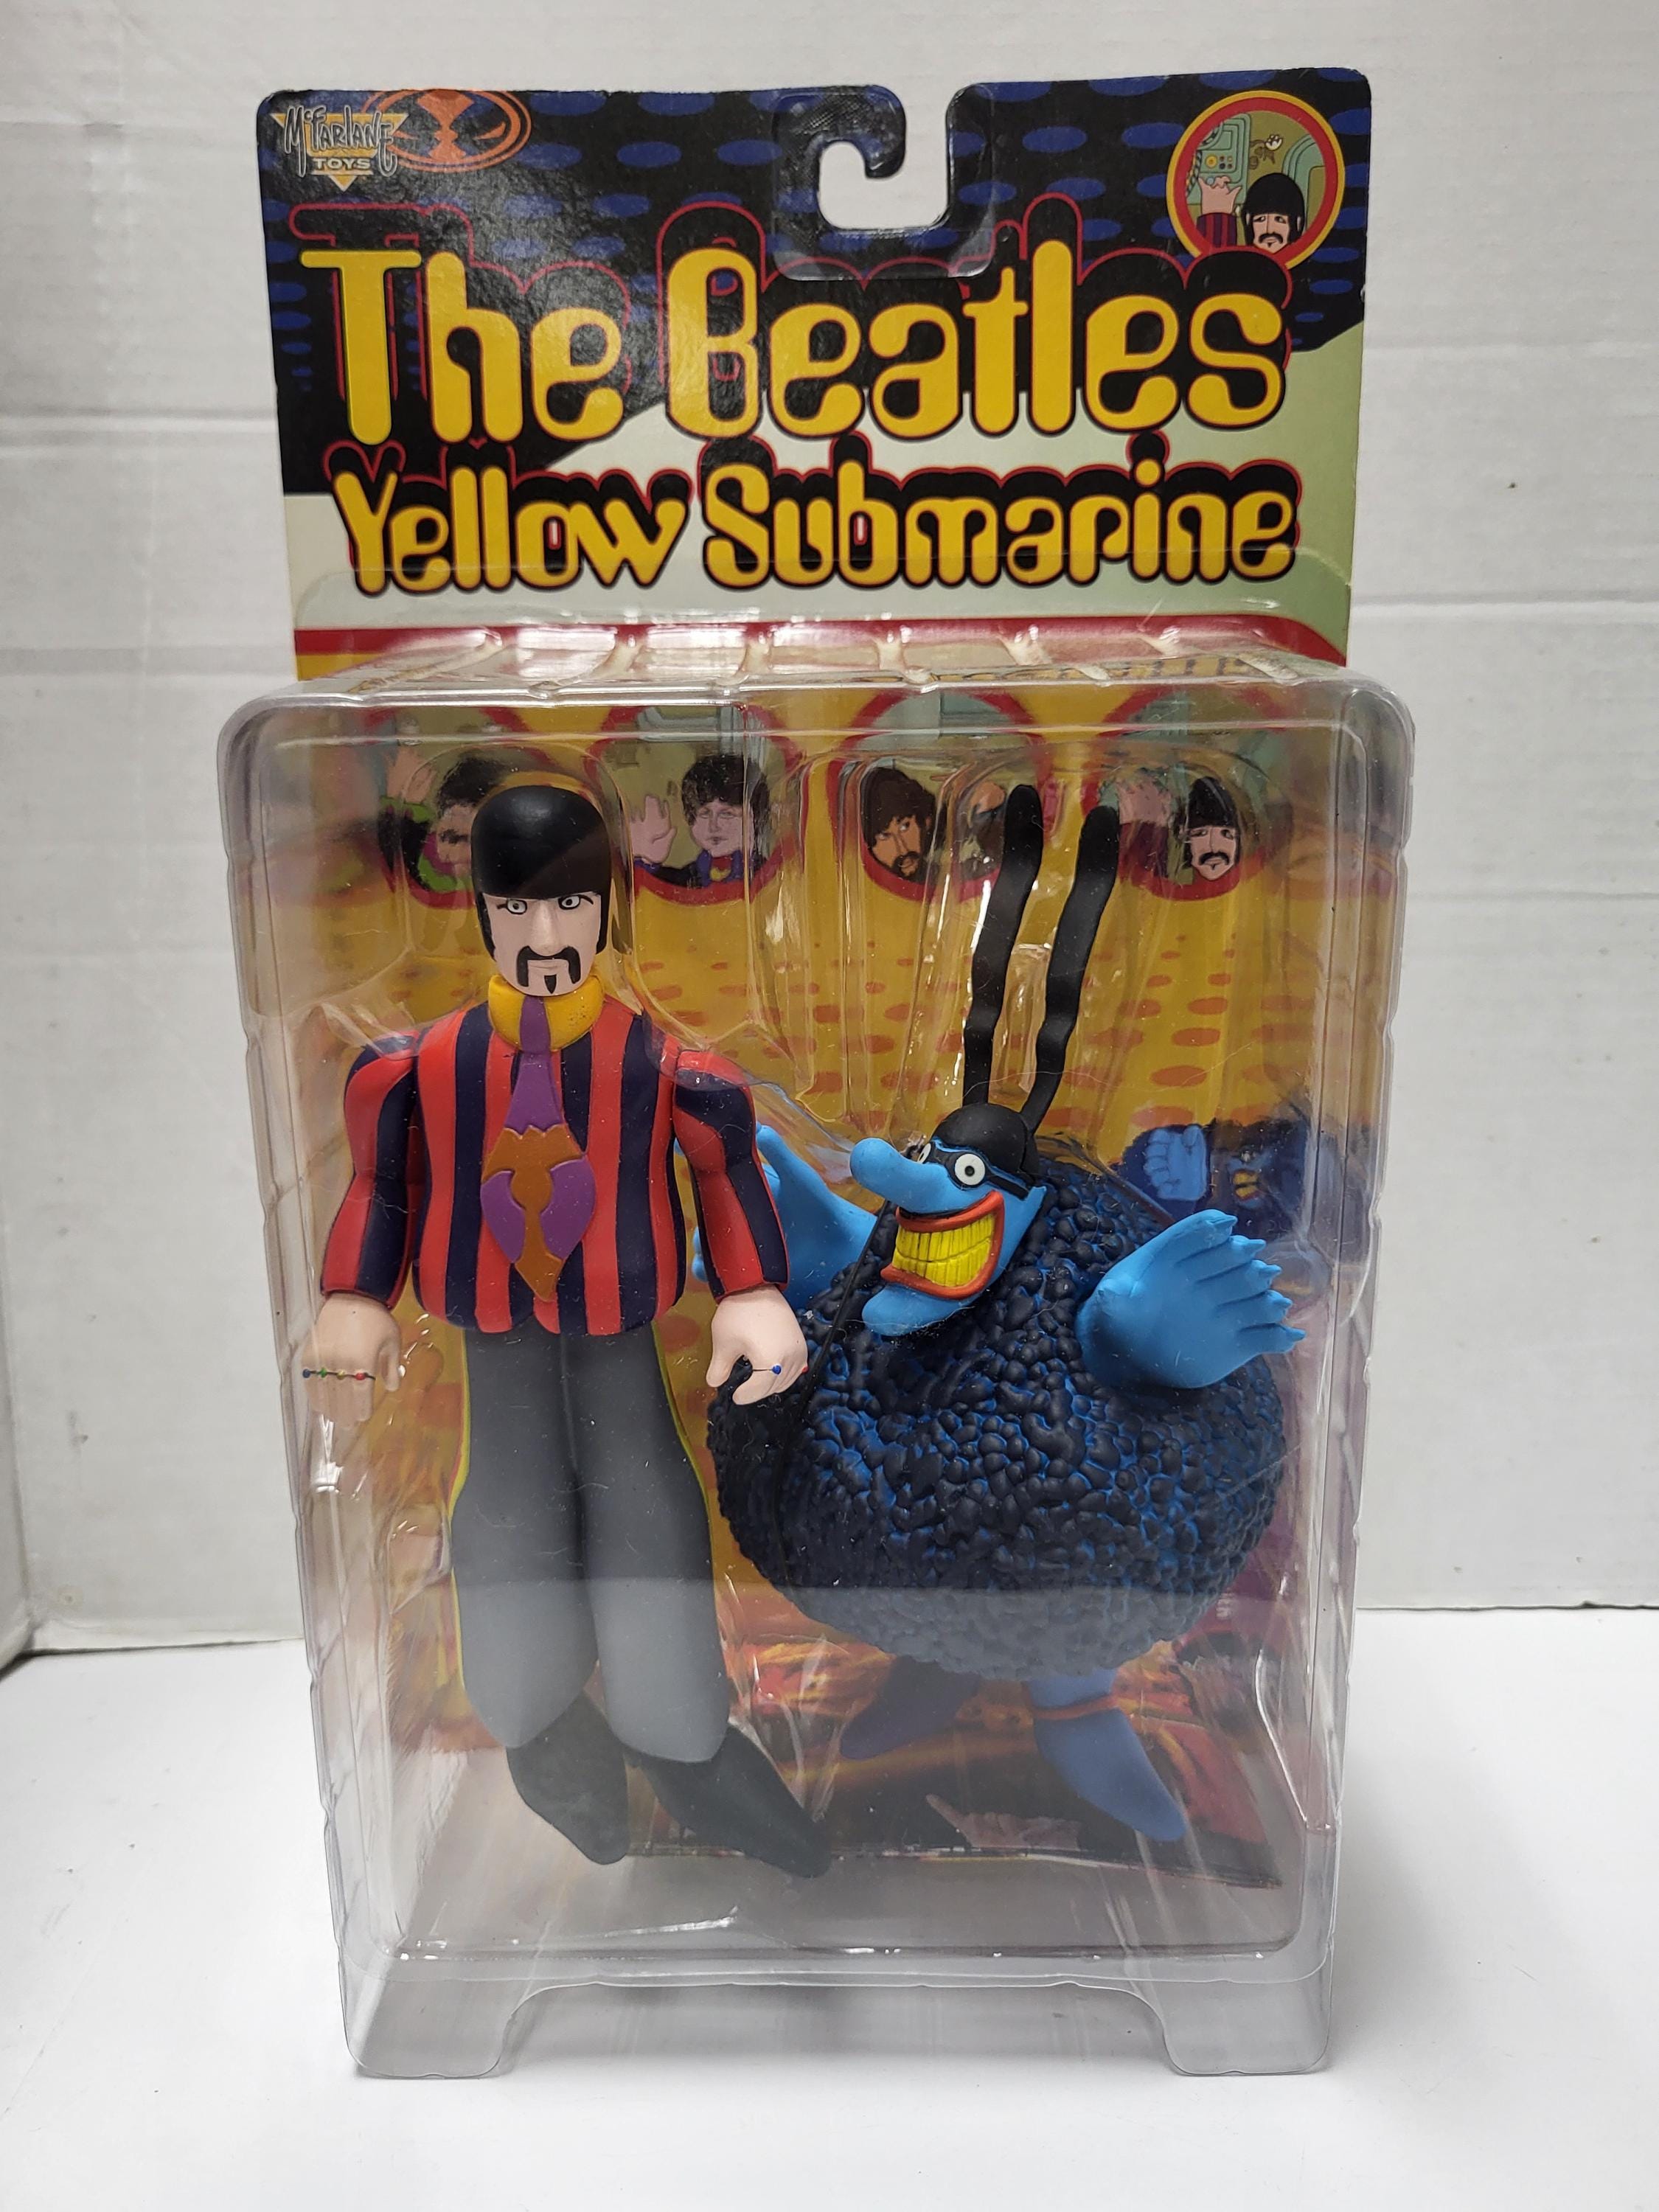 McFarlane
TOYS
The Beatles
Yellow Submarine